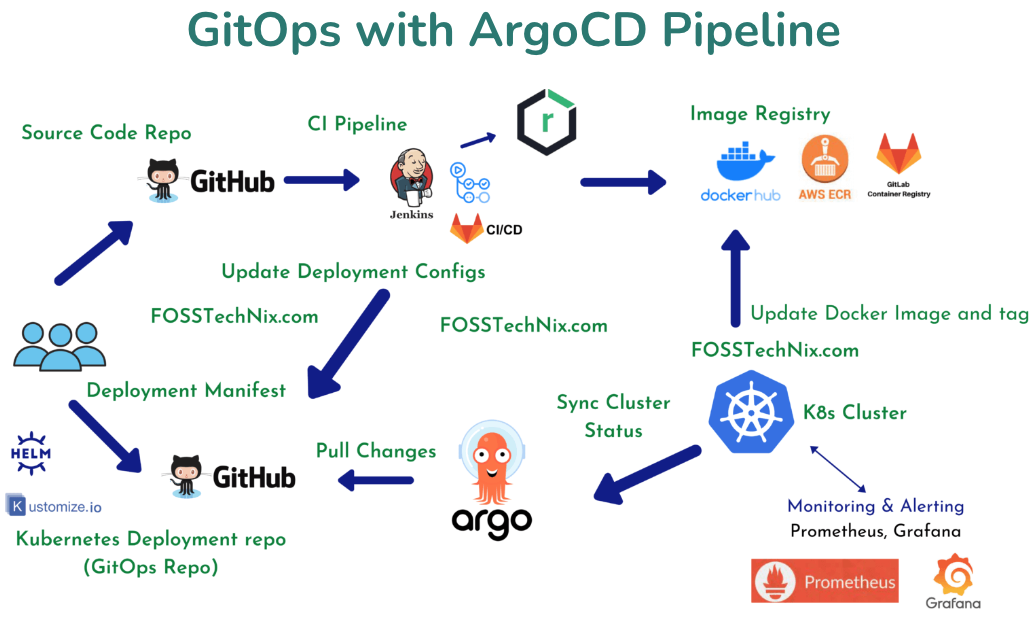 GitOps with ArgoCD Pipeline
Source Code Repo
GitHub
CI Pipeline
Jenkins
CI/CD
r
Image Registry
dockerhub
AWS ECR
GitLab
Container Registry
Update Deployment Configs
FOSSTechNix.com
FOSSTechNix.com
Update Docker Image and tag
FOSSTechNix.com
Deployment Manifest
HELM
Kustomize.io
GitHub
Kubernetes Deployment repo
(GitOps Repo)
Pull Changes
argo
Sync Cluster
Status
K8s Cluster
Monitoring & Alerting
Prometheus, Grafana
Prometheus
Grafana